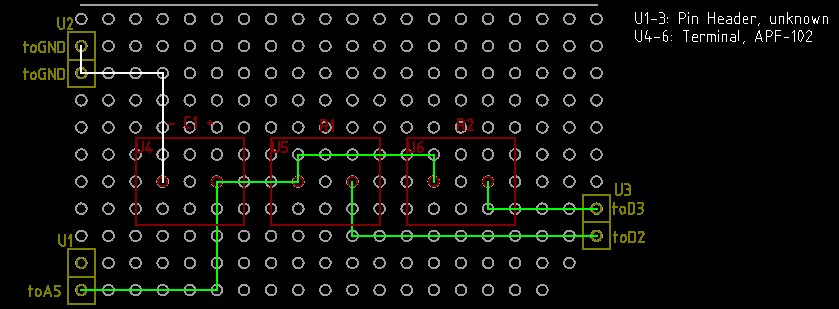 U1-3: Pin Header, unknown
U4-6: Terminal, APF-102
U2
toGND
toGND
- C1 +
R1
R2
U4
U5
U6
U3
toD3
toD2
U1
toA5